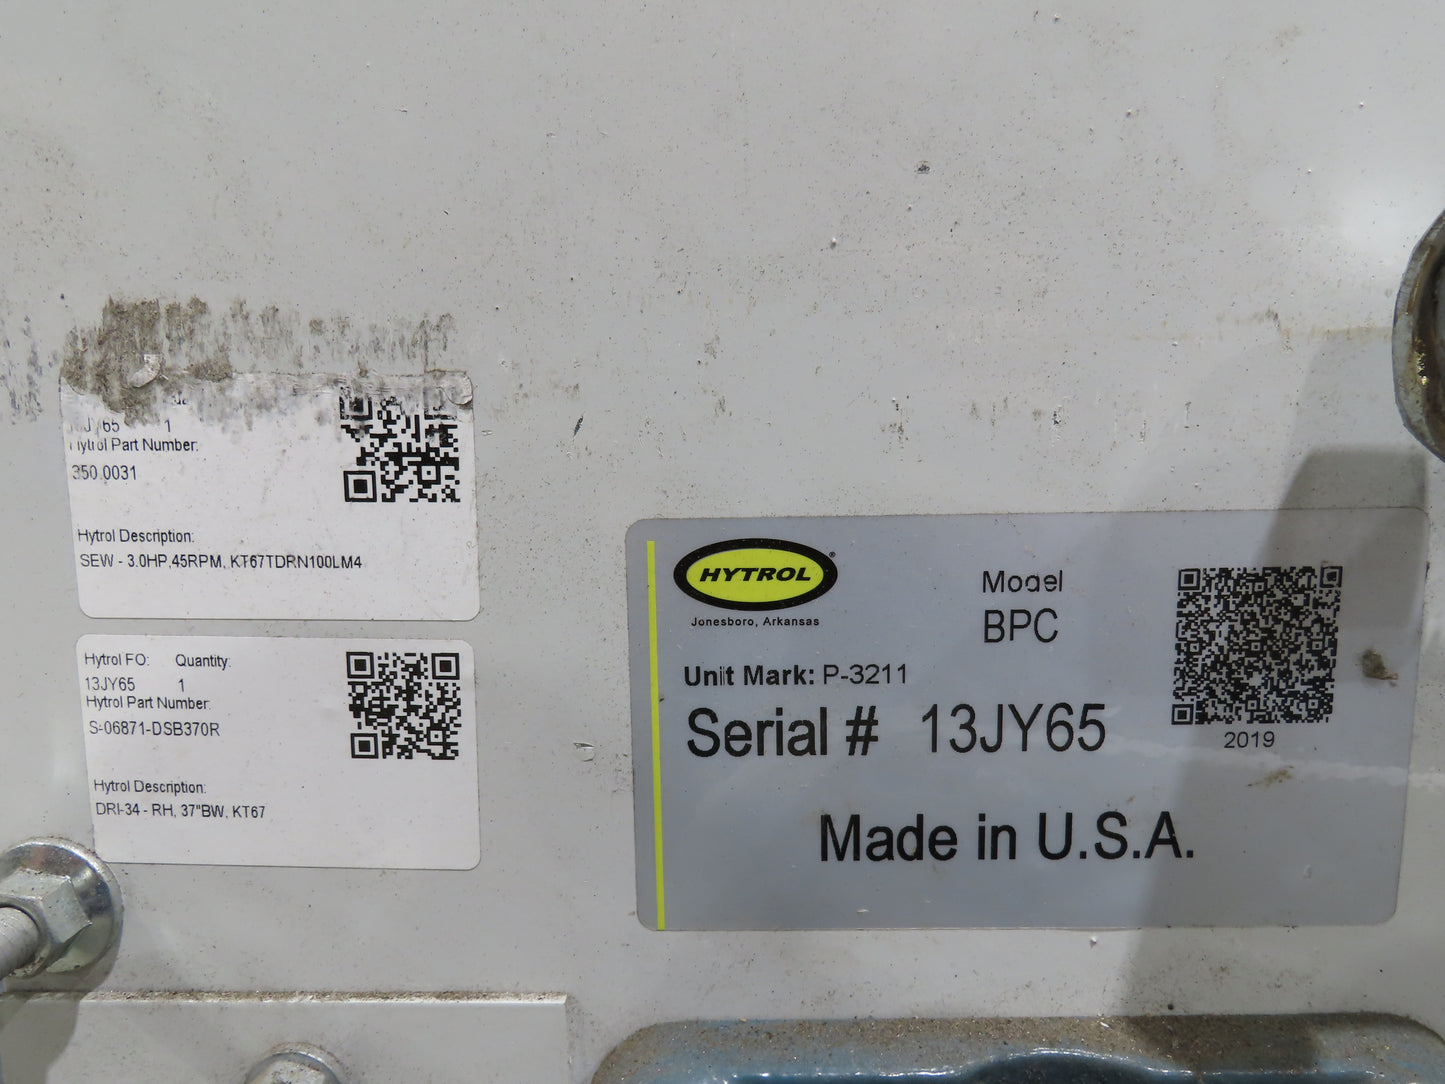 1
Hytrol Part Number:
350.0031
Hytrol Description:
SEW - 3.0HP,45RPM, KT67TDRN100LM4
Hytrol FO: Quantity:
13JY65 1
Hytrol Part Number:
S-06871-DSB370R
Hytrol Description:
DRI-34 - RH, 37"BW, KT67
HYTROL®
Jonesboro, Arkansas
Model
BPC
Unit Mark: P-3211
Serial # 13JY65
2019
Made in U.S.A.